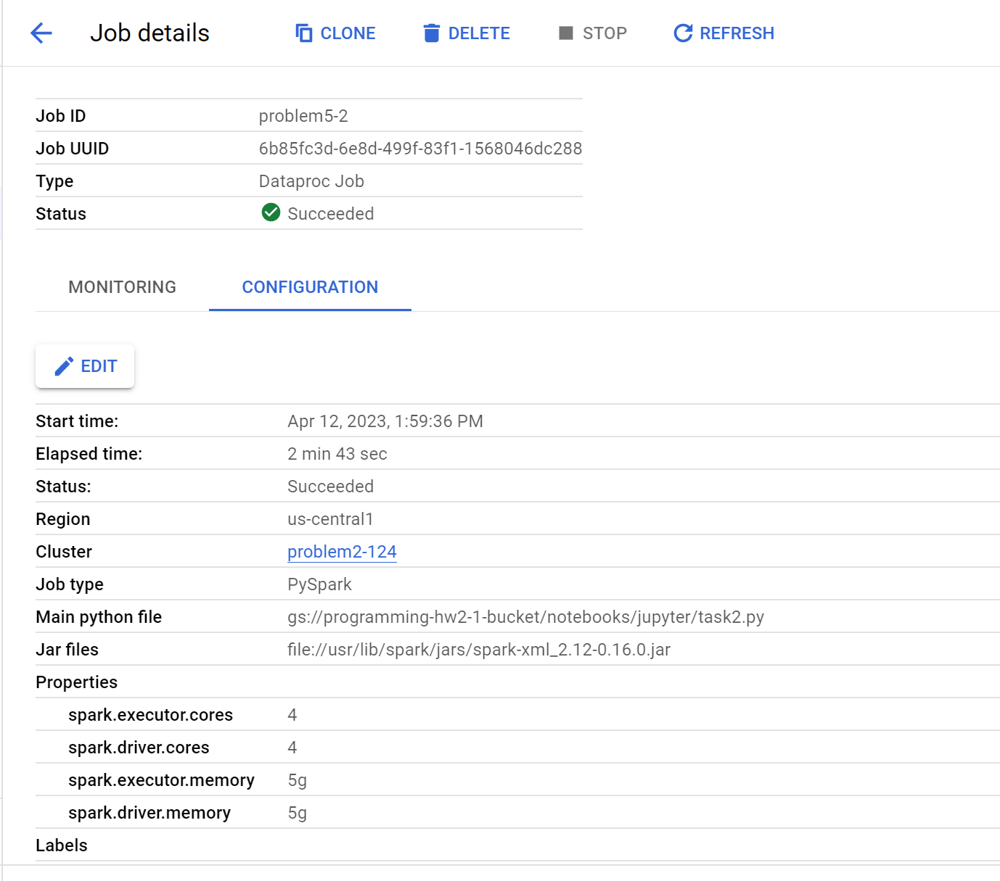 Job details CLONE DELETE STOP REFRESH
Job ID problem5-2
Job UUID 6b85fc3d-6e8d-499f-83f1-1568046dc288
Type Dataproc Job
Status Succeeded
MONITORING CONFIGURATION
EDIT
Start time: Apr 12, 2023, 1:59:36 PM
Elapsed time: 2 min 43 sec
Status: Succeeded
Region us-central1
Cluster problem2-124
Job type PySpark
Main python file gs://programming-hw2-1-bucket/notebooks/jupyter/task2.py
Jar files file://usr/lib/spark/jars/spark-xml_2.12-0.16.0.jar
Properties
spark.executor.cores 4
spark.driver.cores 4
spark.executor.memory 5g
spark.driver.memory 5g
Labels